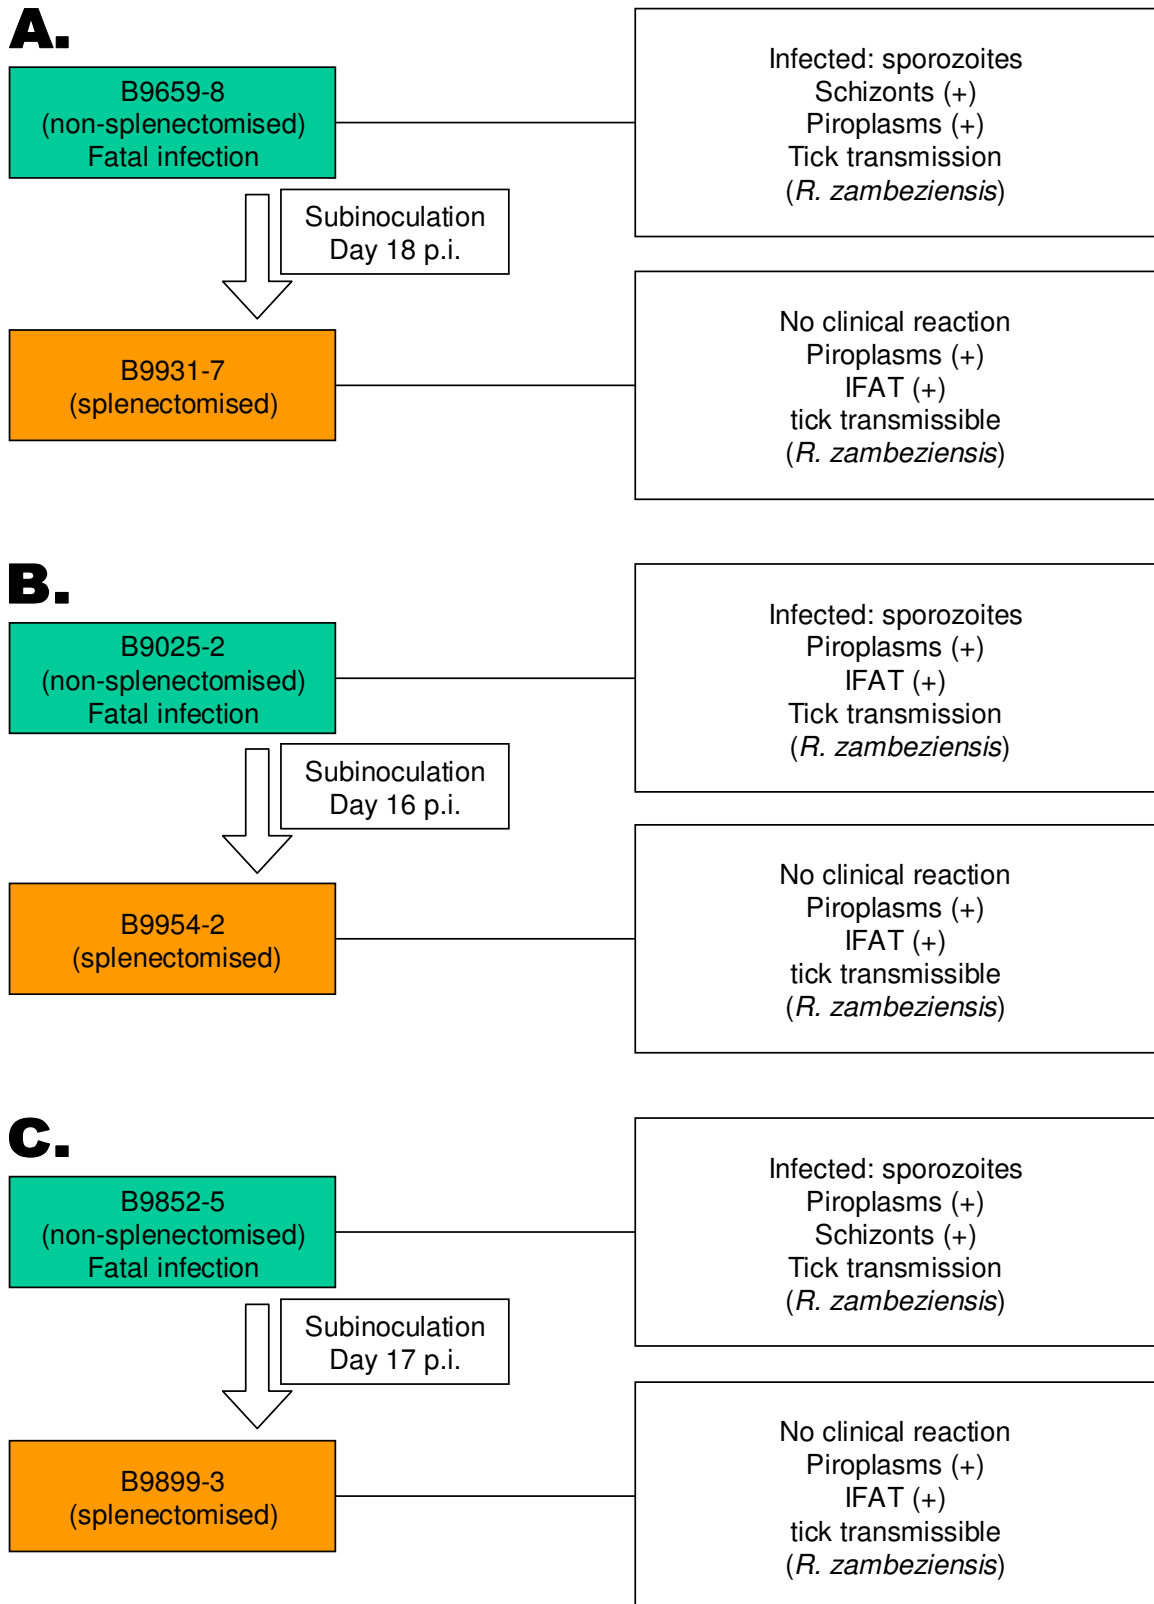 A.
B9659-8
(non-splenectomised)
Fatal infection
Infected: sporozoites
Schizonts (+)
Piroplasms (+)
Tick transmission
(R. zambeziensis)
Subinoculation
Day 18 p.i.
B9931-7
(splenectomised)
No clinical reaction
Piroplasms (+)
IFAT (+)
tick transmissible
(R. zambeziensis)
B.
B9025-2
(non-splenectomised)
Fatal infection
Infected: sporozoites
Piroplasms (+)
IFAT (+)
Tick transmission
(R. zambeziensis)
Subinoculation
Day 16 p.i.
B9954-2
(splenectomised)
No clinical reaction
Piroplasms (+)
IFAT (+)
tick transmissible
(R. zambeziensis)
C.
B9852-5
(non-splenectomised)
Fatal infection
Infected: sporozoites
Piroplasms (+)
Schizonts (+)
Tick transmission
(R. zambeziensis)
Subinoculation
Day 17 p.i.
B9899-3
(splenectomised)
No clinical reaction
Piroplasms (+)
IFAT (+)
tick transmissible
(R. zambeziensis)